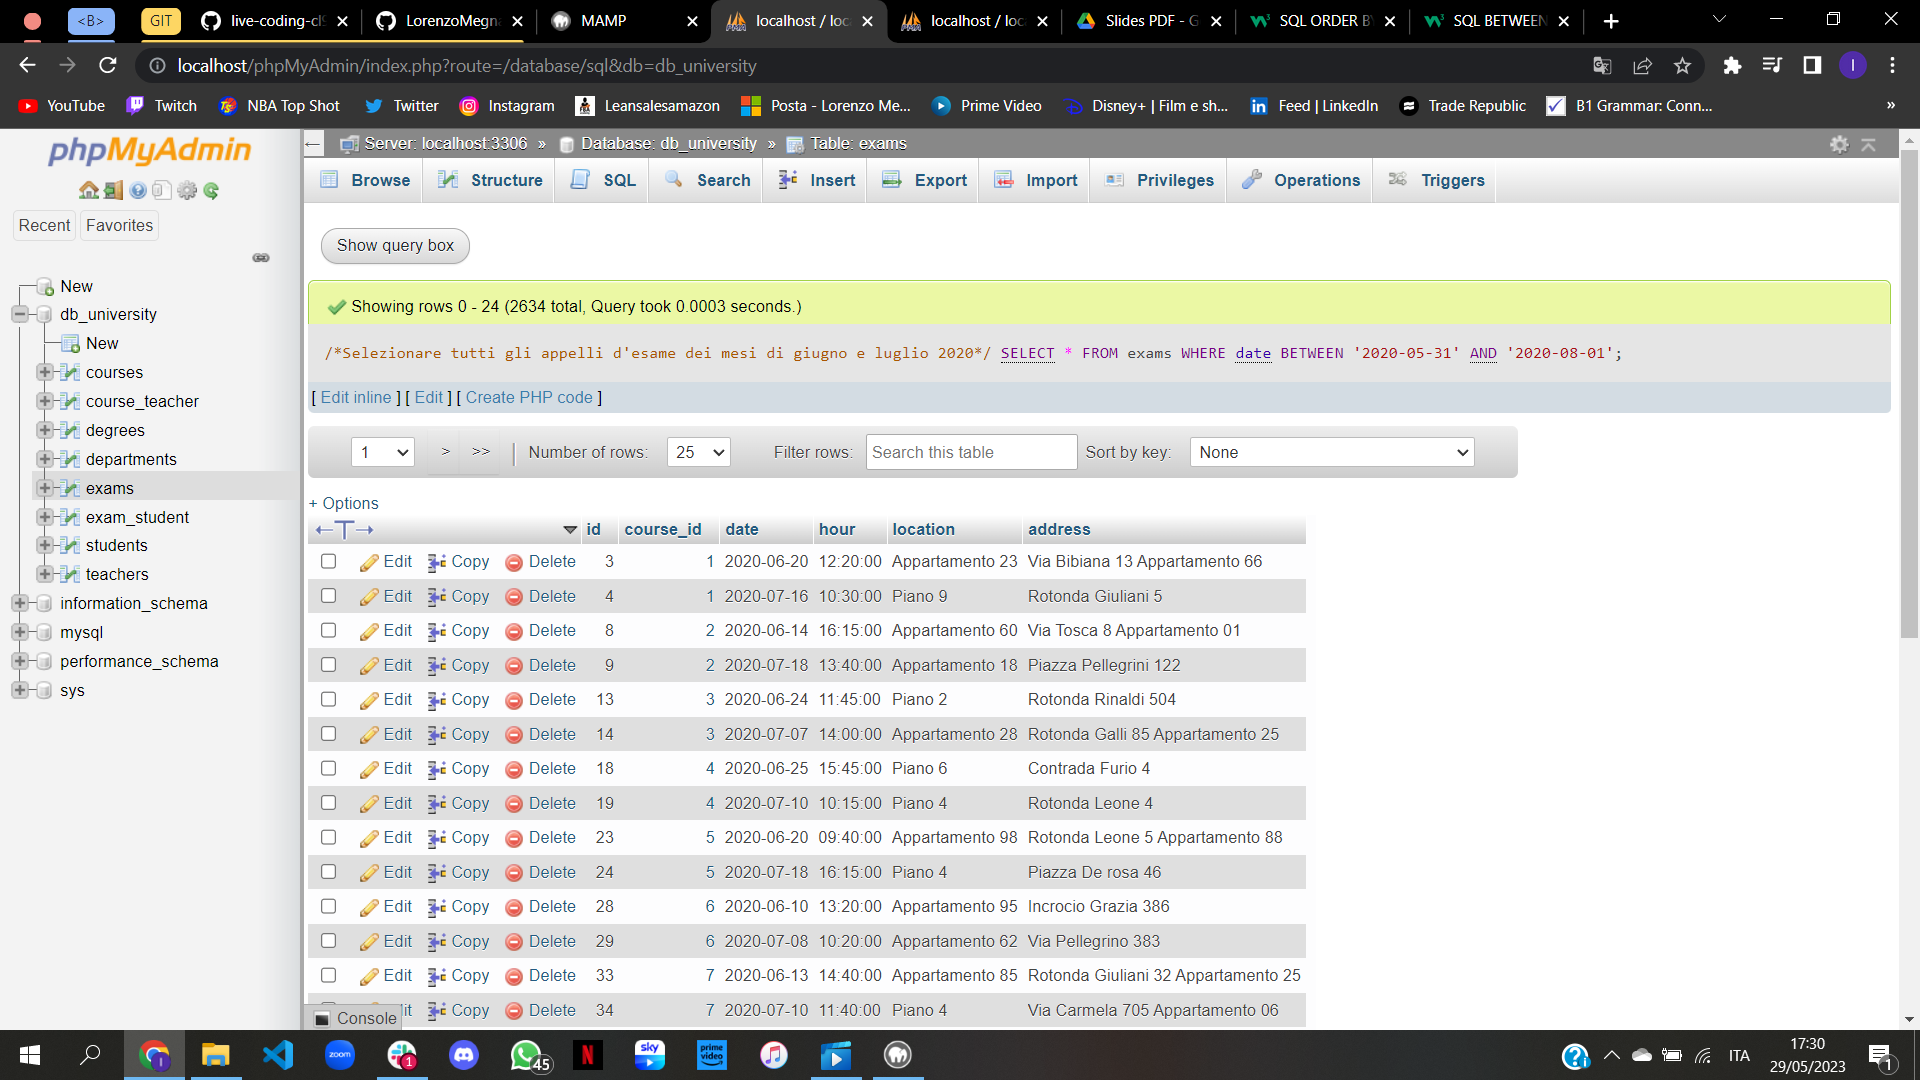 <B>
GIT
live-coding-cl9
LorenzoMegna
MAMP
localhost / loc
localhost / loc
Slides PDF - G
SQL ORDER BY
SQL BETWEEN
localhost/phpMyAdmin/index.php?route=/database/sql&db=db_university
I
YouTube
Twitch
NBA Top Shot
Twitter
Instagram
Leansalesamazon
Posta - Lorenzo Me...
Prime Video
Disney+ | Film e sh...
Feed | LinkedIn
Trade Republic
B1 Grammar: Conn...
»
phpMyAdmin
Recent
Favorites
New
db_university
New
courses
course_teacher
degrees
departments
exams
exam_student
students
teachers
information_schema
mysql
performance_schema
sys
Server: localhost:3306 » Database: db_university » Table: exams
Browse
Structure
SQL
Search
Insert
Export
Import
Privileges
Operations
Triggers
Show query box
Showing rows 0 - 24 (2634 total, Query took 0.0003 seconds.)
/*Selezionare tutti gli appelli d'esame dei mesi di giugno e luglio 2020*/ SELECT * FROM exams WHERE date BETWEEN '2020-05-31' AND '2020-08-01';
[ Edit inline ] [ Edit ] [ Create PHP code ]
1 > >> | Number of rows: 25 Filter rows: Search this table Sort by key: None
+ Options
←T→ id course_id date hour location address
Edit Copy Delete 3 1 2020-06-20 12:20:00 Appartamento 23 Via Bibiana 13 Appartamento 66
Edit Copy Delete 4 1 2020-07-16 10:30:00 Piano 9 Rotonda Giuliani 5
Edit Copy Delete 8 2 2020-06-14 16:15:00 Appartamento 60 Via Tosca 8 Appartamento 01
Edit Copy Delete 9 2 2020-07-18 13:40:00 Appartamento 18 Piazza Pellegrini 122
Edit Copy Delete 13 3 2020-06-24 11:45:00 Piano 2 Rotonda Rinaldi 504
Edit Copy Delete 14 3 2020-07-07 14:00:00 Appartamento 28 Rotonda Galli 85 Appartamento 25
Edit Copy Delete 18 4 2020-06-25 15:45:00 Piano 6 Contrada Furio 4
Edit Copy Delete 19 4 2020-07-10 10:15:00 Piano 4 Rotonda Leone 4
Edit Copy Delete 23 5 2020-06-20 09:40:00 Appartamento 98 Rotonda Leone 5 Appartamento 88
Edit Copy Delete 24 5 2020-07-18 16:15:00 Piano 4 Piazza De rosa 46
Edit Copy Delete 28 6 2020-06-10 13:20:00 Appartamento 95 Incrocio Grazia 386
Edit Copy Delete 29 6 2020-07-08 10:20:00 Appartamento 62 Via Pellegrino 383
Edit Copy Delete 33 7 2020-06-13 14:40:00 Appartamento 85 Rotonda Giuliani 32 Appartamento 25
dit Copy Delete 34 7 2020-07-10 11:40:00 Piano 4 Via Carmela 705 Appartamento 06
Console
zoom
1
45
N
sky
prime video
ITA
17:30
29/05/2023
1